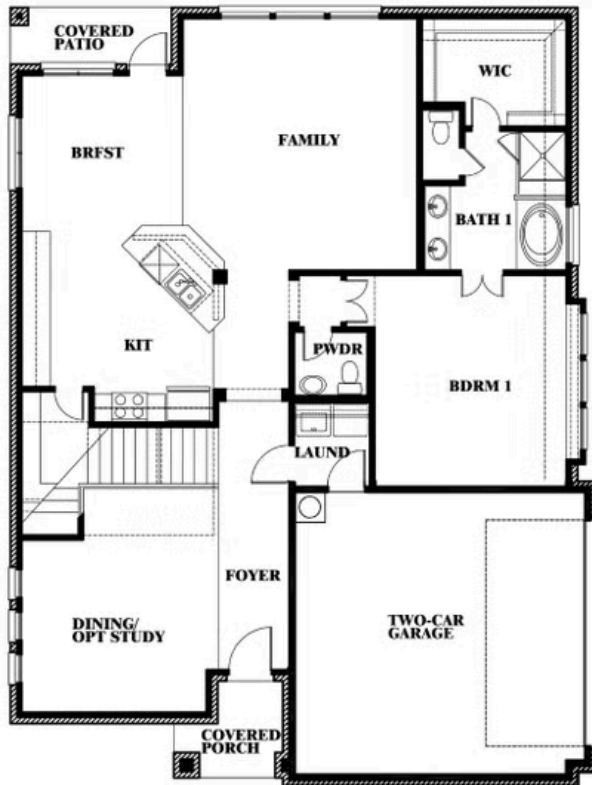 COVERED
PATIO
WIC
BRFST
FAMILY
BATH 1
KIT
PWDR
BDRM 1
LAUND
FOYER
DINING/
OPT STUDY
TWO-CAR
GARAGE
COVERED
PORCH